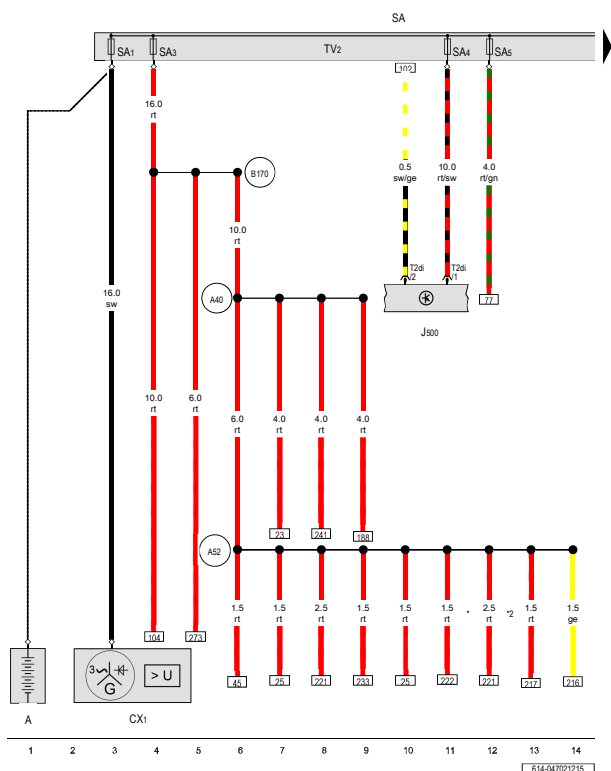 SA
SA1
SA3
TV2
SA4
SA5
102
16.0
rt
0.5
sw/ge
10.0
rt/sw
4.0
rt/gn
B170
10.0
rt
T2di
/2
T2di
/1
16.0
sw
A40
77
J500
10.0
rt
6.0
rt
6.0
rt
4.0
rt
4.0
rt
4.0
rt
23
241
188
A52
1.5
rt
1.5
rt
2.5
rt
1.5
rt
1.5
rt
1.5
rt
*
2.5
rt
*2
1.5
rt
1.5
ge
104
273
3
G
> U
45
25
221
233
25
222
221
217
216
A
CX1
1 2 3 4 5 6 7 8 9 10 11 12 13 14
614-047021215